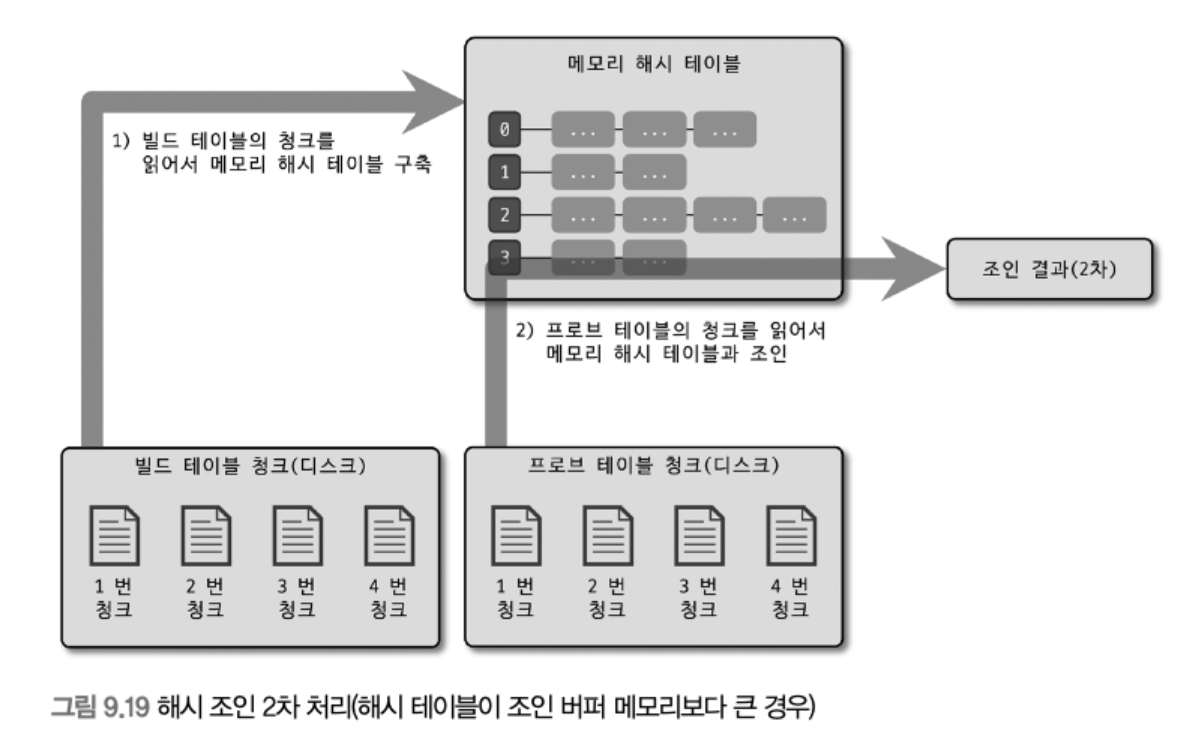 메모리 해시 테이블
0 ... ... ...
1 ... ...
2 ... ... ... ...
3 ... ...
1) 빌드 테이블의 청크를
읽어서 메모리 해시 테이블 구축
조인 결과(2차)
2) 프로브 테이블의 청크를 읽어서
메모리 해시 테이블과 조인
빌드 테이블 청크(디스크)
1 번
청크
2 번
청크
3 번
청크
4 번
청크
프로브 테이블 청크(디스크)
1 번
청크
2 번
청크
3 번
청크
4 번
청크
그림 9.19 해시 조인 2차 처리(해시 테이블이 조인 버퍼 메모리보다 큰 경우)